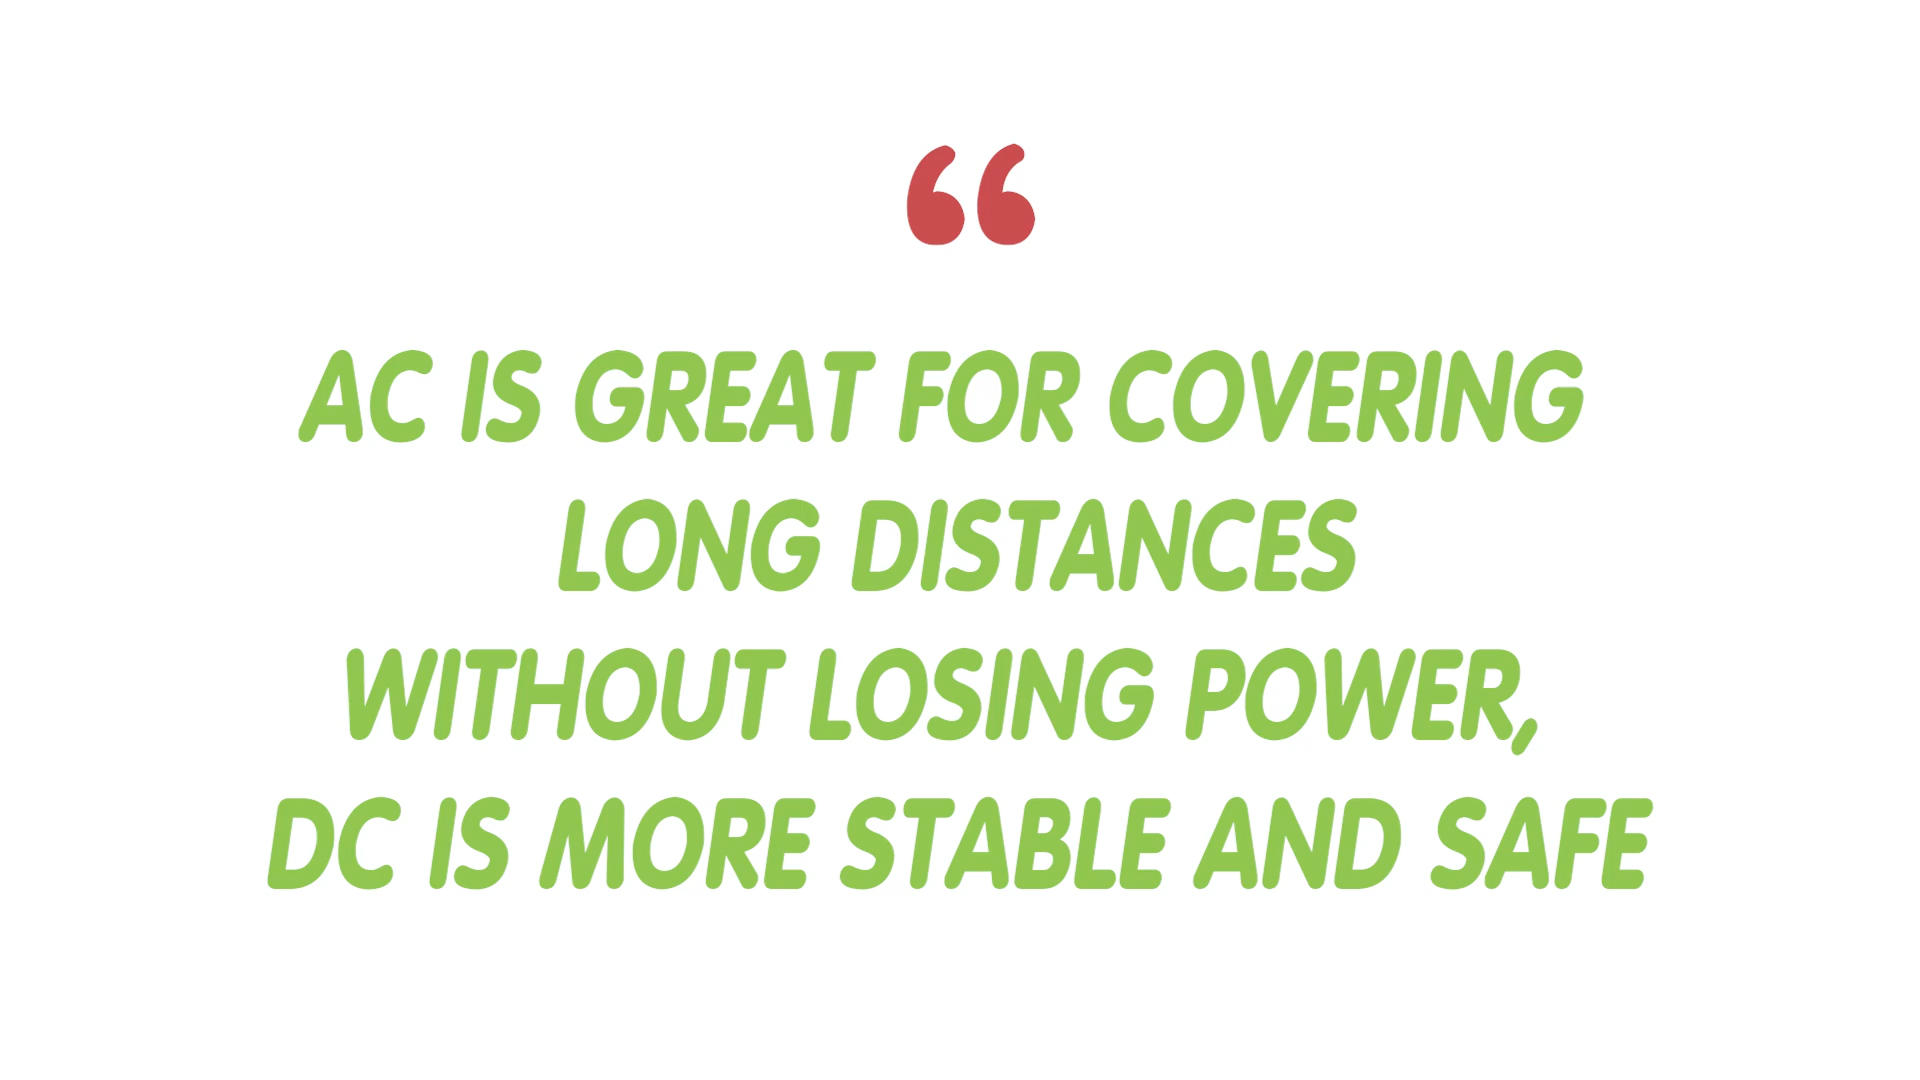 “
AC IS GREAT FOR COVERING
LONG DISTANCES
WITHOUT LOSING POWER,
DC IS MORE STABLE AND SAFE